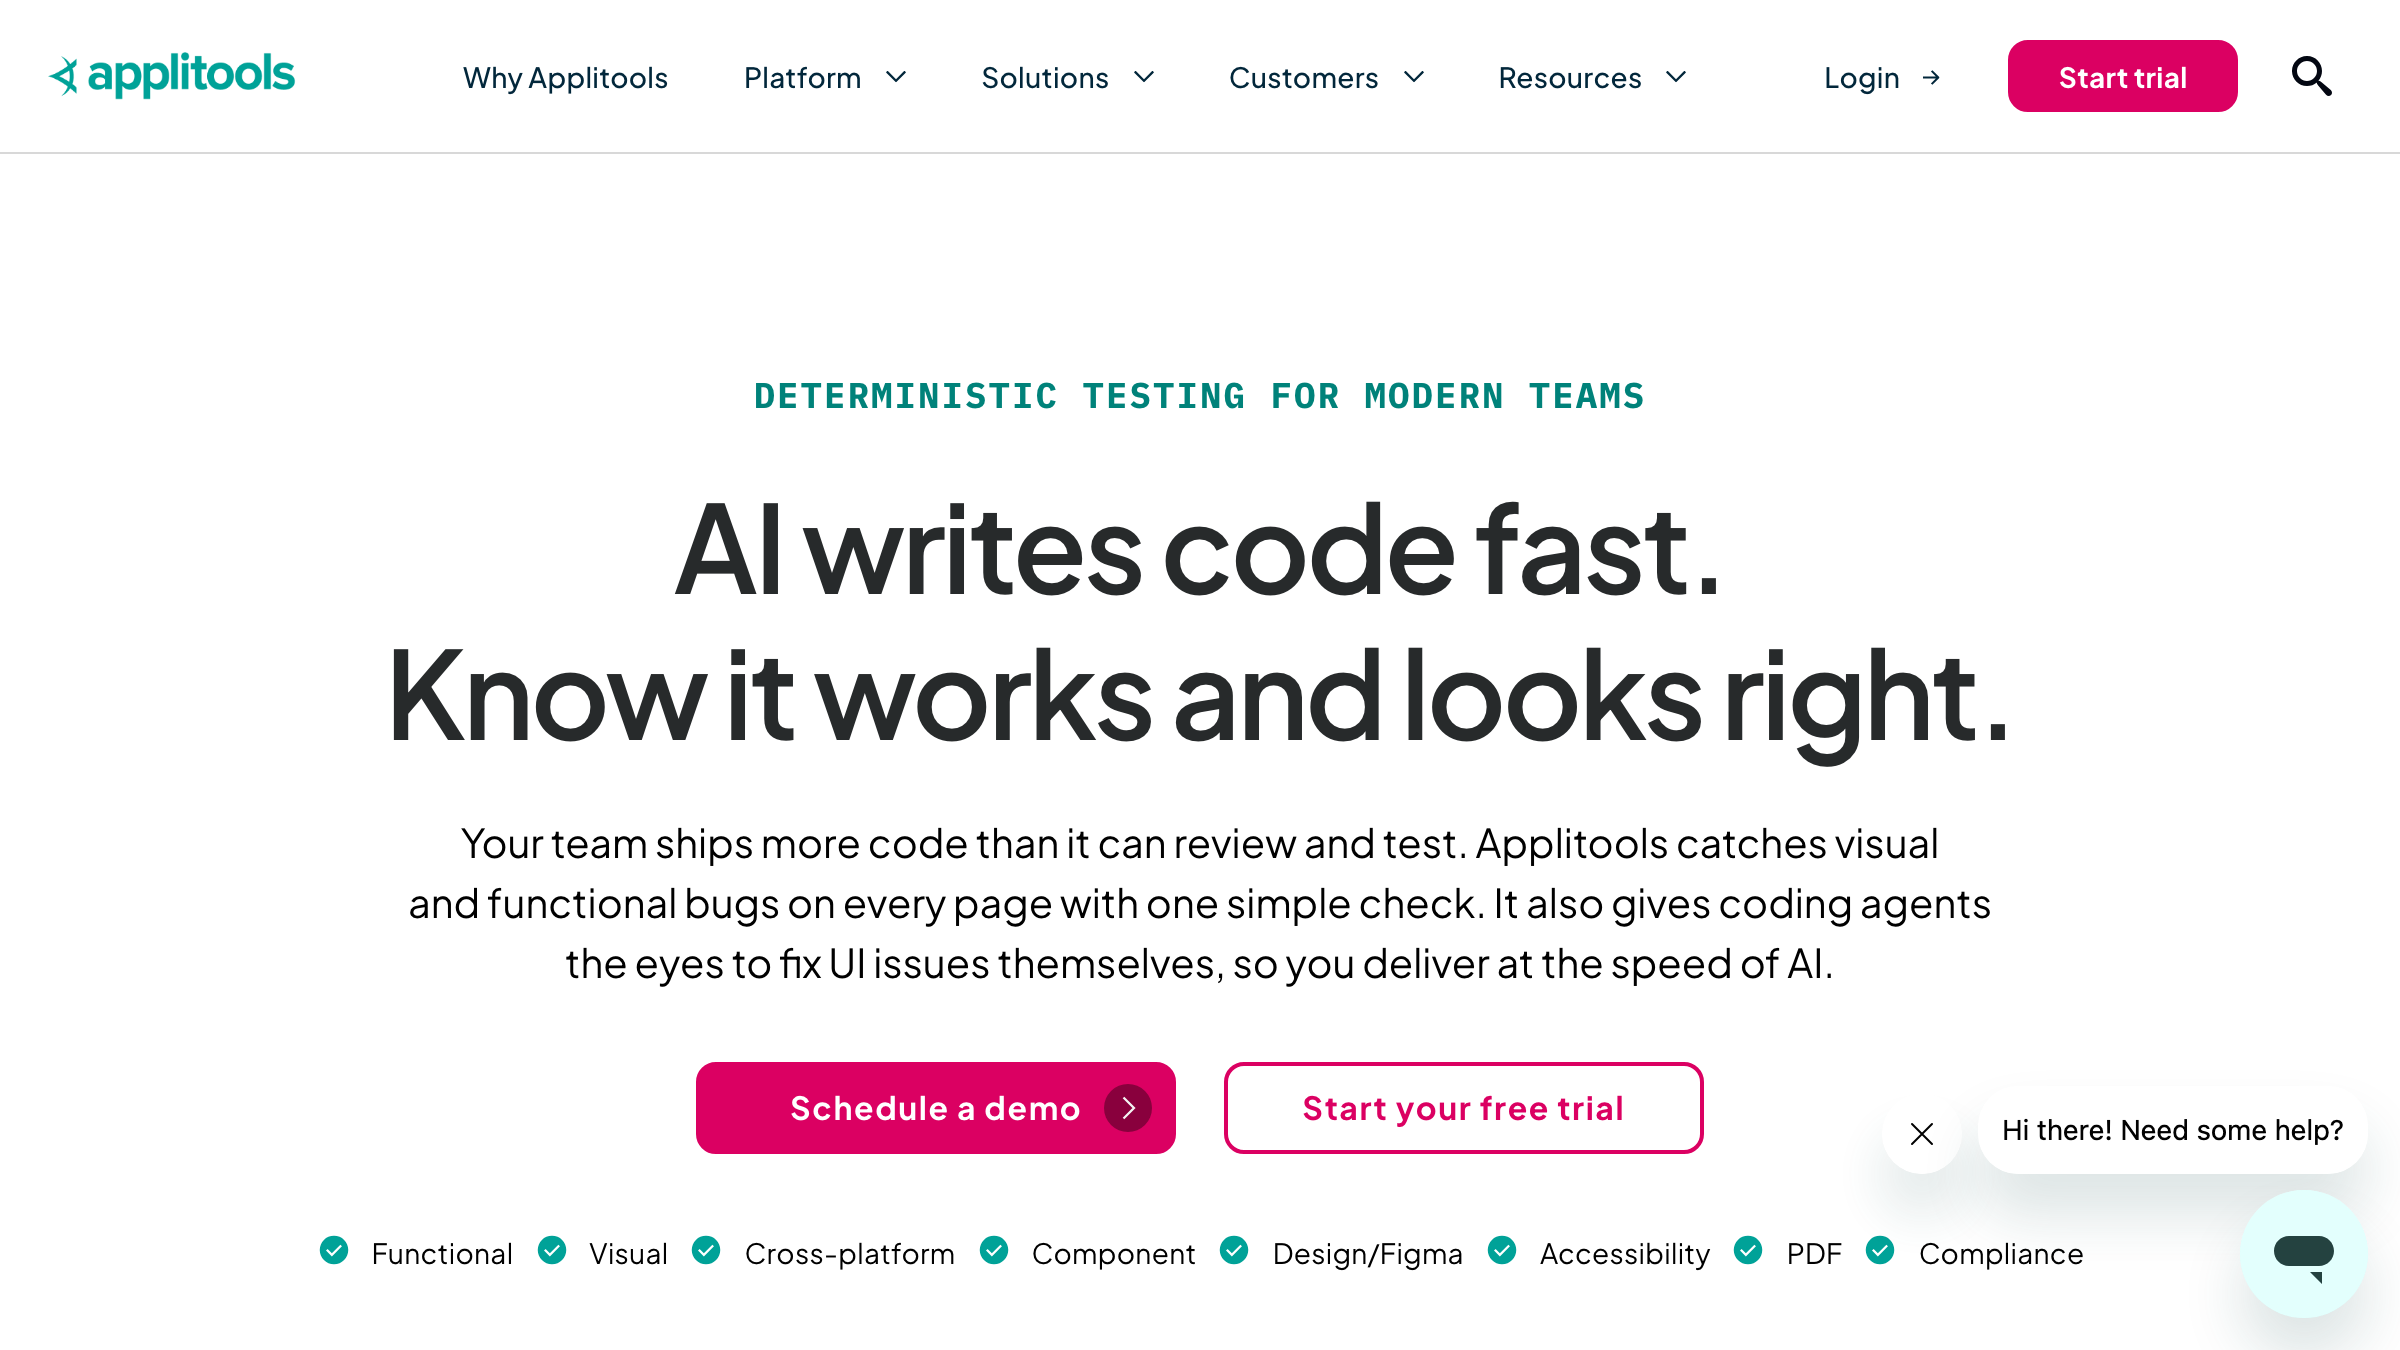 applitools
Why Applitools
Platform
Solutions
Customers
Resources
Login
Start trial
DETERMINISTIC TESTING FOR MODERN TEAMS
AI writes code fast.
Know it works and looks right.
Your team ships more code than it can review and test. Applitools catches visual
and functional bugs on every page with one simple check. It also gives coding agents
the eyes to fix UI issues themselves, so you deliver at the speed of AI.
Schedule a demo
Start your free trial
Hi there! Need some help?
Functional
Visual
Cross-platform
Component
Design/Figma
Accessibility
PDF
Compliance